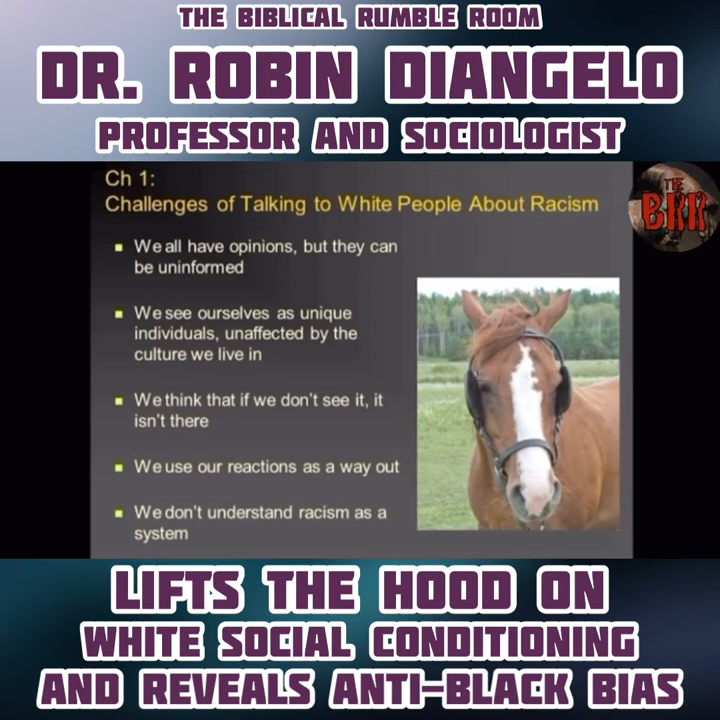 THE BIBLICAL RUMBLE ROOM
DR. ROBIN DIANGELO
PROFESSOR AND SOCIOLOGIST
Ch 1:
Challenges of Talking to White People About Racism
THE
BRR
We all have opinions, but they can
be uninformed
We see ourselves as unique
individuals, unaffected by the
culture we live in
We think that if we don't see it, it
isn't there
We use our reactions as a way out
We don't understand racism as a
system
LIFTS THE HOOD ON
WHITE SOCIAL CONDITIONING
AND REVEALS ANTI-BLACK BIAS